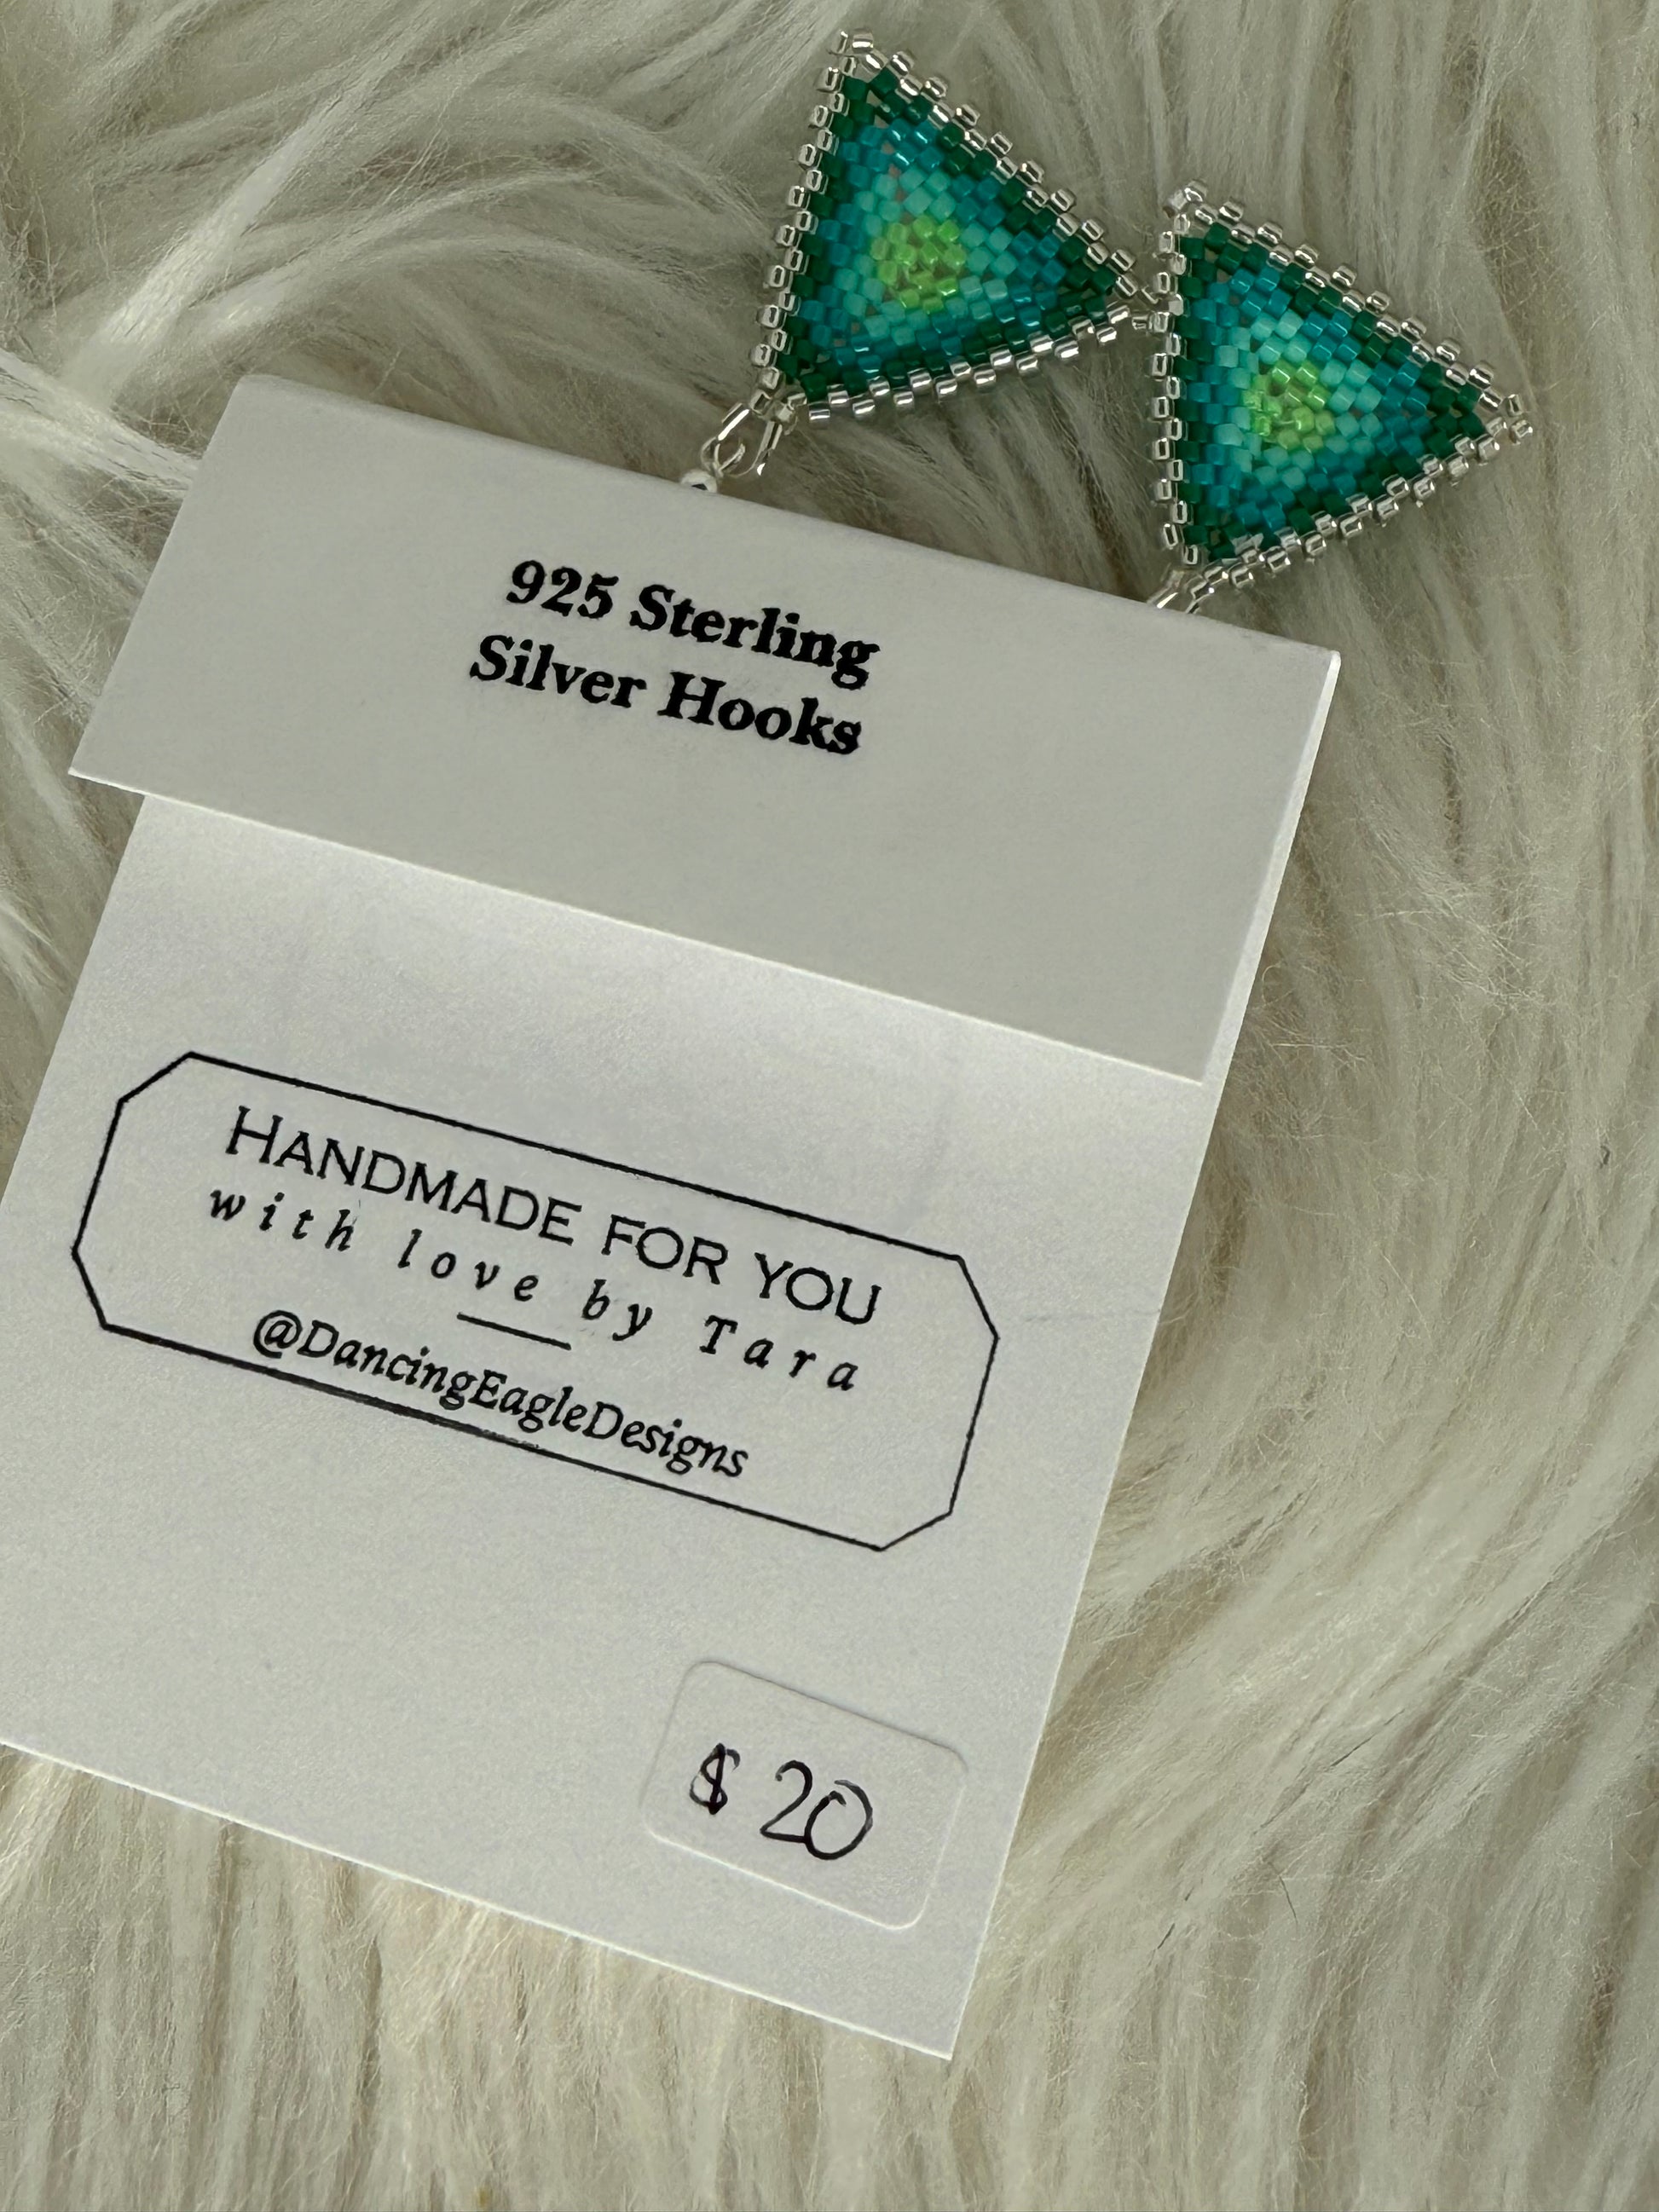 925 Sterling
Silver Hooks
HANDMADE FOR YOU
with love by Tara
@DancingEagleDesigns
$ 20